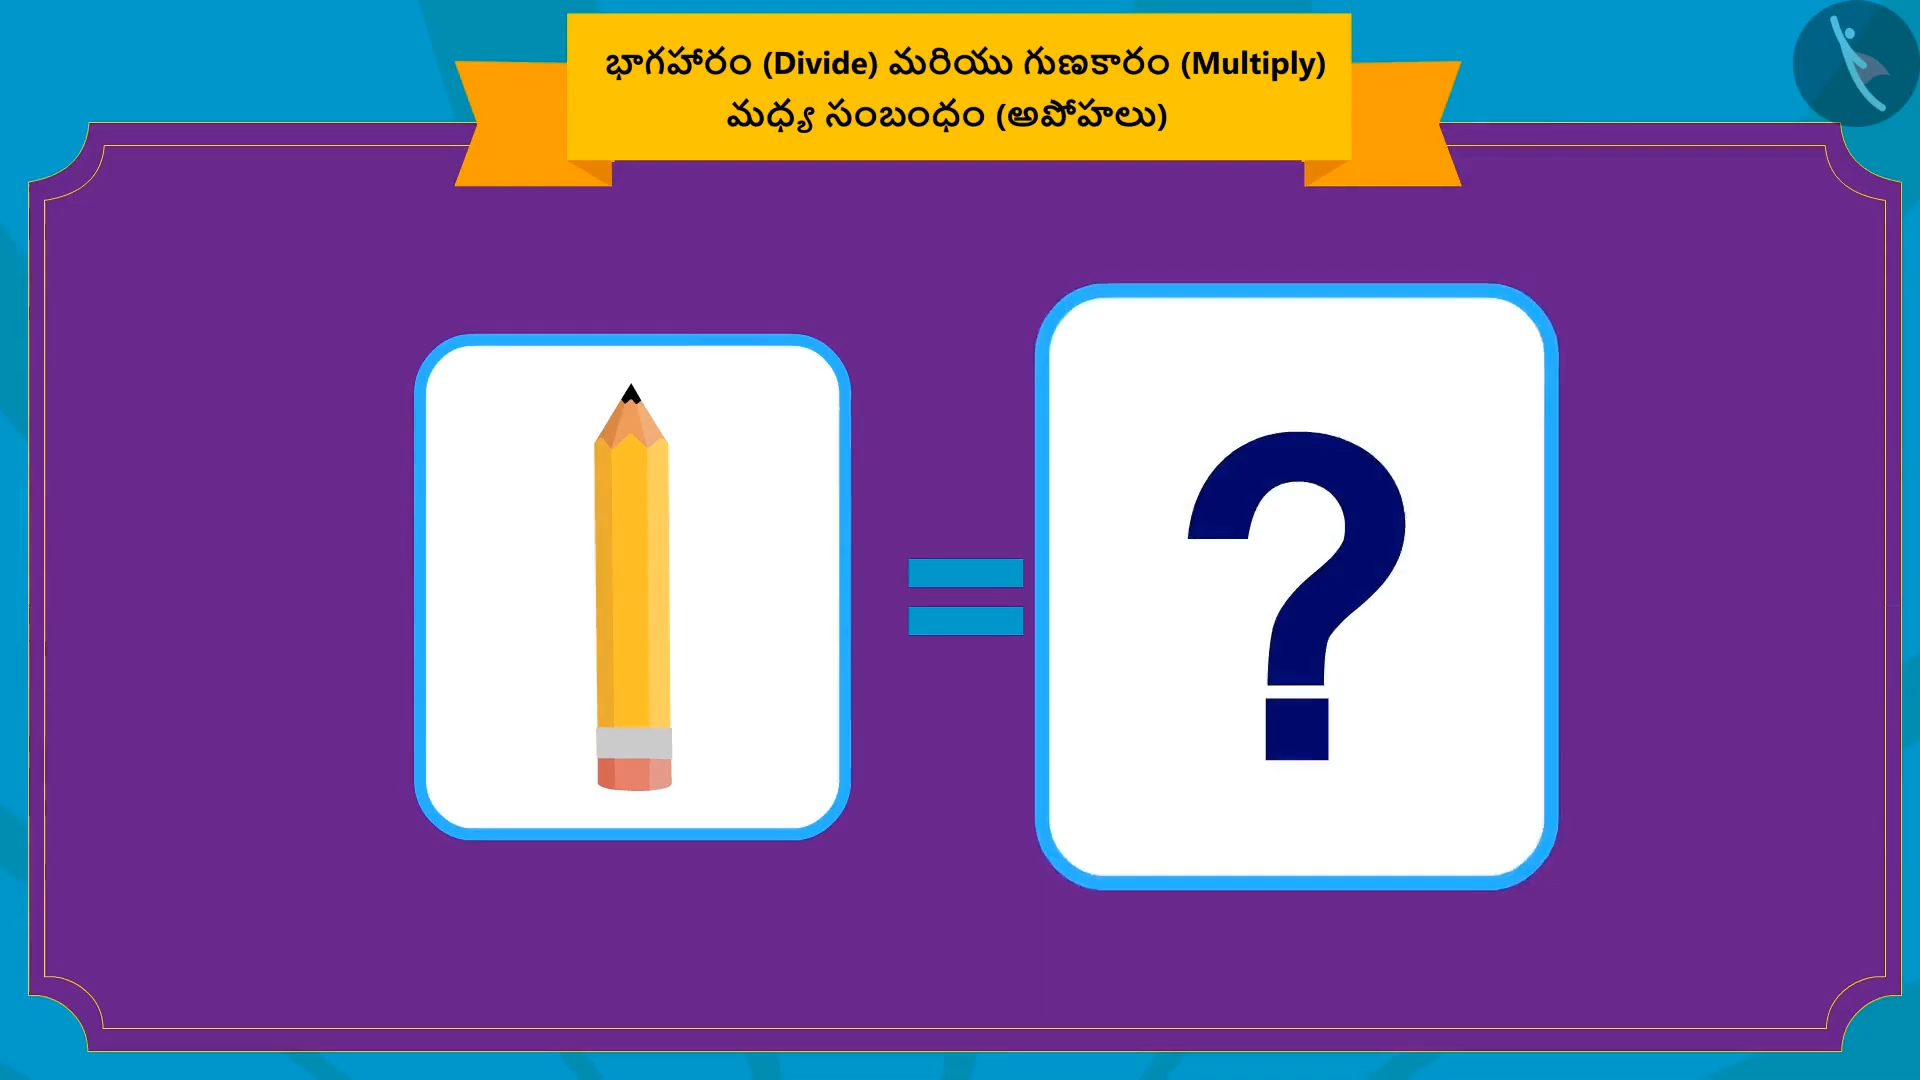 భాగహారం (Divide) మరియు గుణకారం (Multiply)
మధ్య సంబంధం (అపోహలు)
=
?